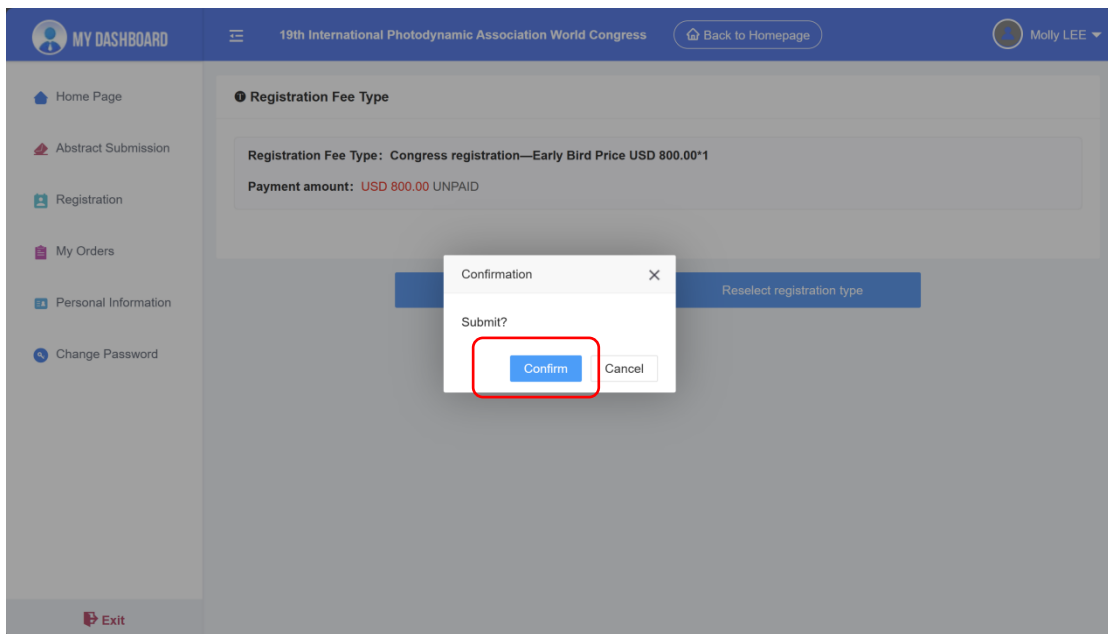 MY DASHBOARD
19th International Photodynamic Association World Congress
Back to Homepage
Molly LEE
Home Page
Abstract Submission
Registration
My Orders
Personal Information
Change Password
Exit
Registration Fee Type
Registration Fee Type：Congress registration—Early Bird Price USD 800.00*1
Payment amount：USD 800.00 UNPAID
Reselect registration type
Confirmation
Submit?
Confirm
Cancel